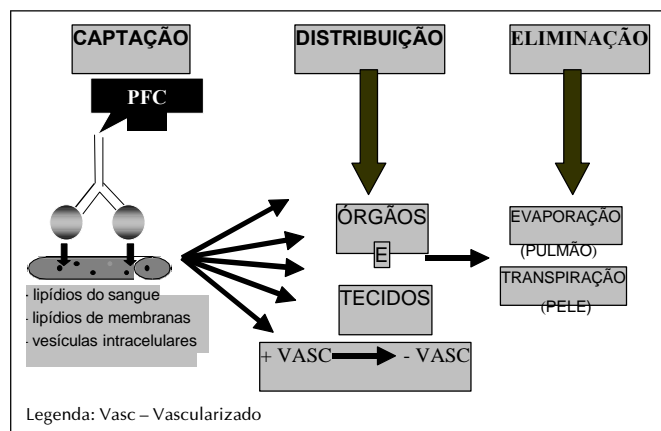 CAPTAÇÃO
DISTRIBUIÇÃO
ELIMINAÇÃO
PFC
ÓRGÃOS
E
TECIDOS
EVAPORAÇÃO
(PULMÃO)
TRANSPIRAÇÃO
(PELE)
- lipídios do sangue
- lipídios de membranas
- vesículas intracelulares
+ VASC - VASC
Legenda: Vasc – Vascularizado